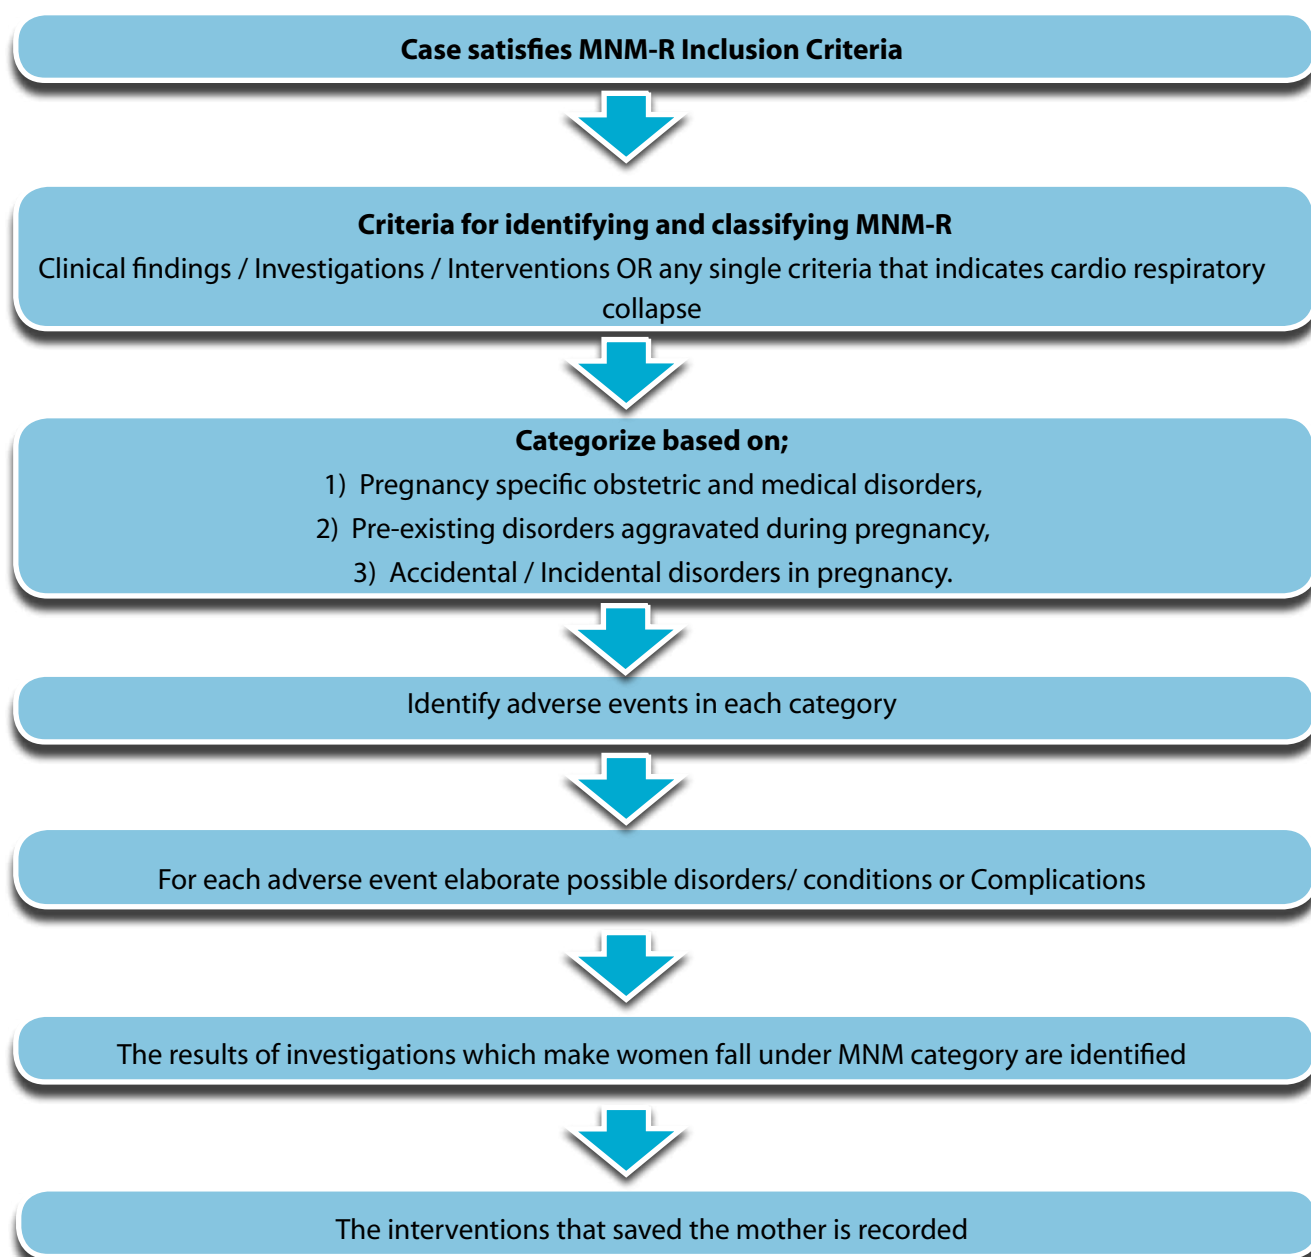 Case satisfies MNM-R Inclusion Criteria
Criteria for identifying and classifying MNM-R
Clinical findings / Investigations / Interventions OR any single criteria that indicates cardio respiratory
collapse
Categorize based on;
1) Pregnancy specific obstetric and medical disorders,
2) Pre-existing disorders aggravated during pregnancy,
3) Accidental / Incidental disorders in pregnancy.
Identify adverse events in each category
For each adverse event elaborate possible disorders/ conditions or Complications
The results of investigations which make women fall under MNM category are identified
The interventions that saved the mother is recorded